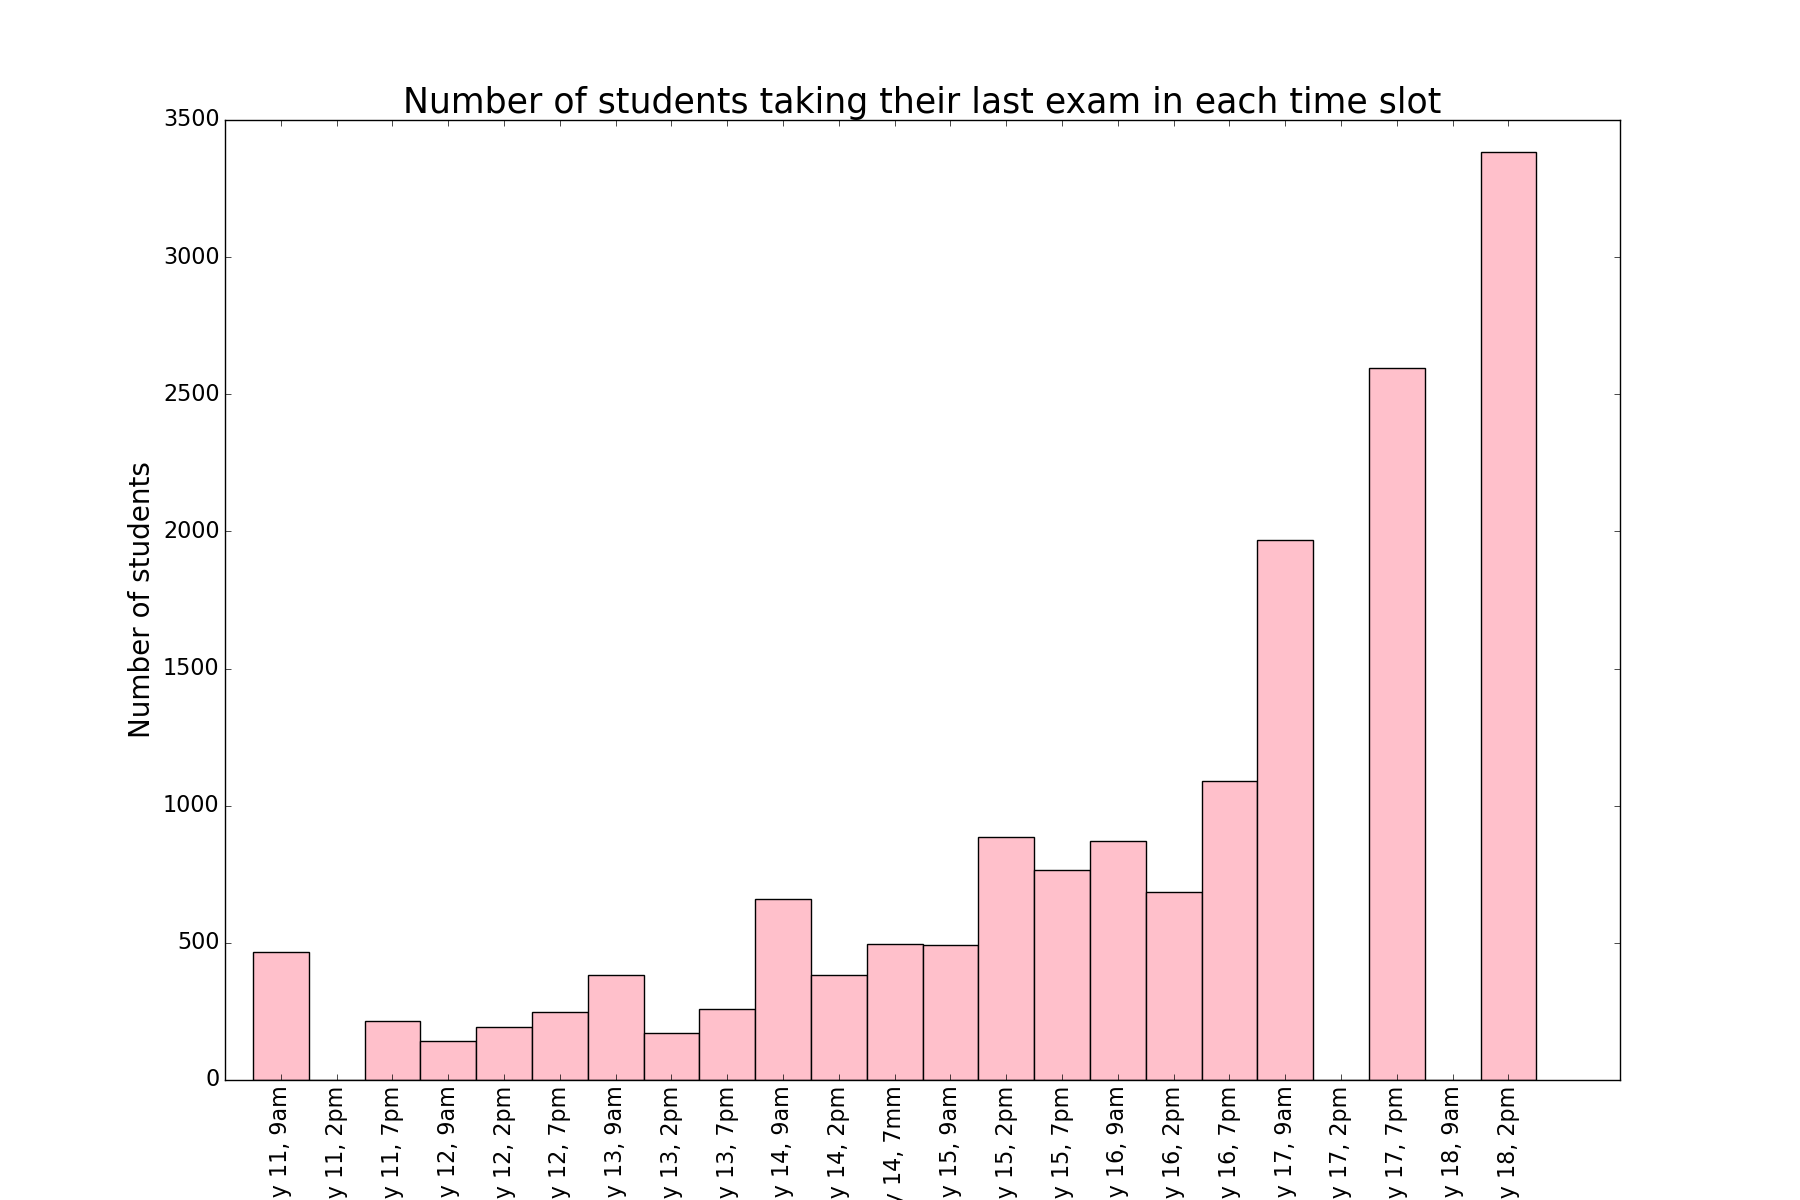 Number of students taking their last exam in each time slot
3500
3000
2500
2000
1500
1000
500
0
Number of students
y 11, 9am
y 11, 2pm
y 11, 7pm
y 12, 9am
y 12, 2pm
y 12, 7pm
y 13, 9am
y 13, 2pm
y 13, 7pm
y 14, 9am
y 14, 2pm
y 14, 7mm
y 15, 9am
y 15, 2pm
y 15, 7pm
y 16, 9am
y 16, 2pm
y 16, 7pm
y 17, 9am
y 17, 2pm
y 17, 7pm
y 18, 9am
y 18, 2pm